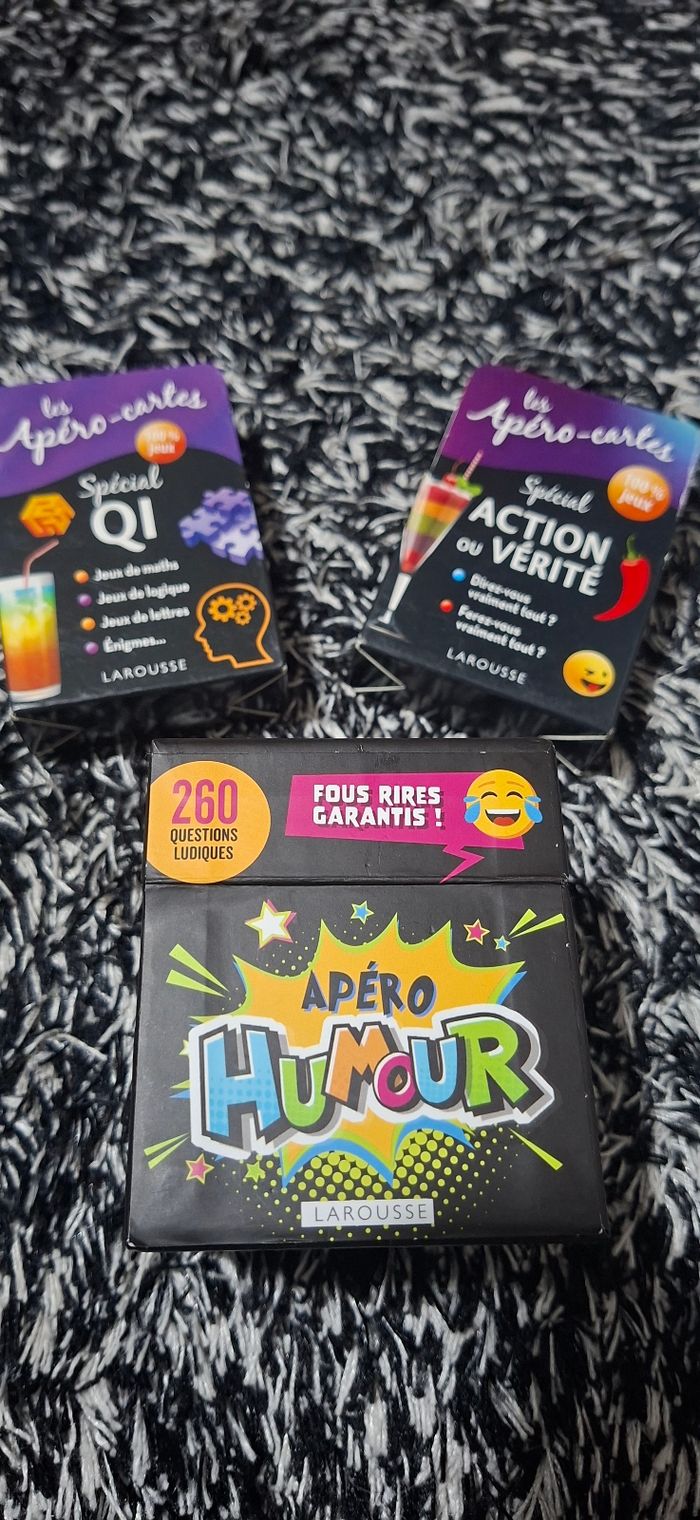 les
Apéro-cartes
100%
jeux
Spécial
QI
Jeux de maths
Jeux de logique
Jeux de lettres
Énigmes...
LAROUSSE
les
Apéro-cartes
100%
jeux
Spécial
ACTION
OU VÉRITÉ
Direz-vous
vraiment tout ?
Ferez-vous
vraiment tout ?
LAROUSSE
260
QUESTIONS
LUDIQUES
FOUS RIRES
GARANTIS !
APÉRO
HUMOUR
LAROUSSE